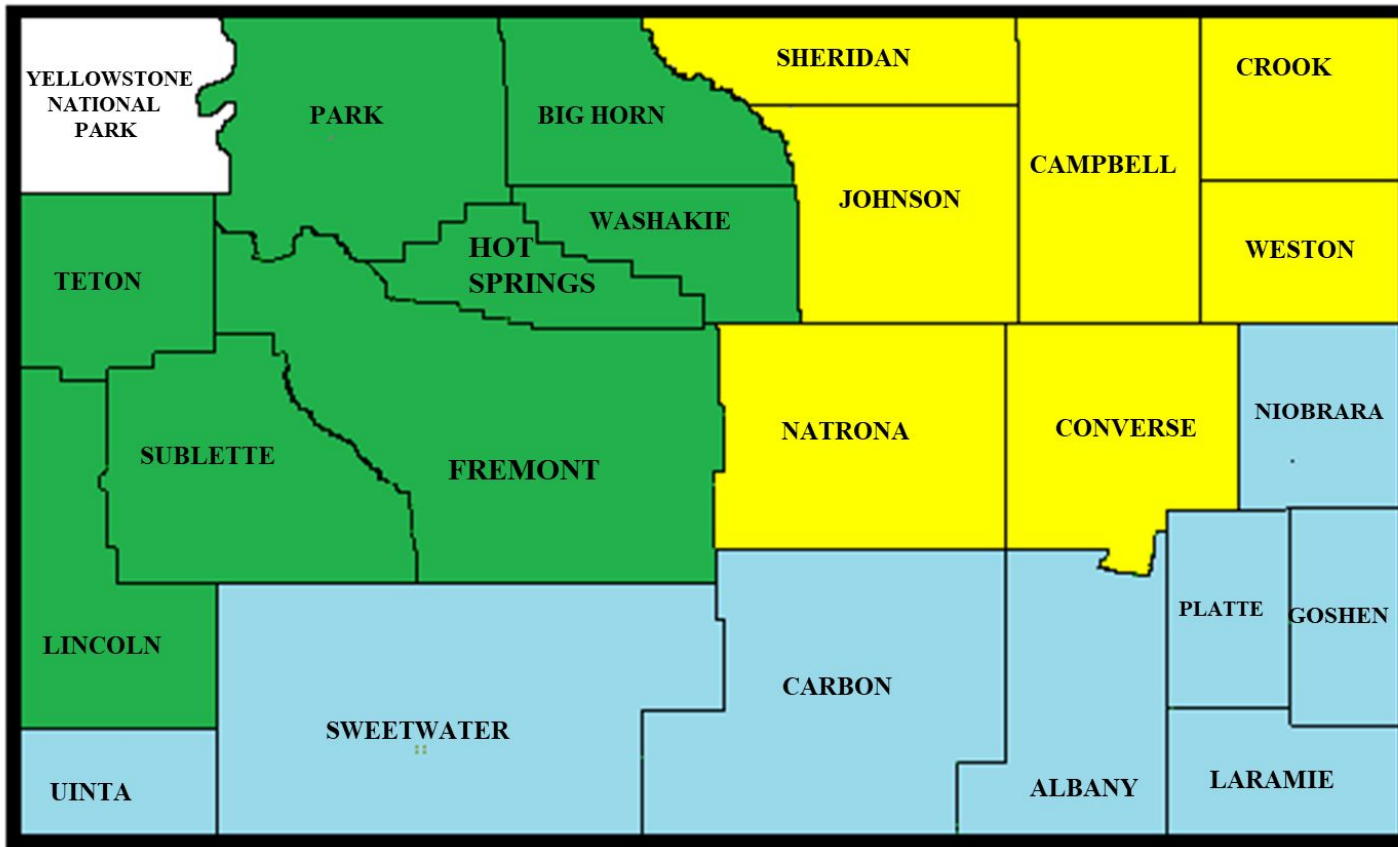 YELLOWSTONE
NATIONAL
PARK
PARK
BIG HORN
SHERIDAN
CROOK
CAMPBELL
JOHNSON
WASHAKIE
HOT
SPRINGS
WESTON
TETON
NIOBRARA
NATRONA
CONVERSE
SUBLETTE
FREMONT
PLATTE
GOSHEN
LINCOLN
CARBON
SWEETWATER
UINTA
ALBANY
LARAMIE